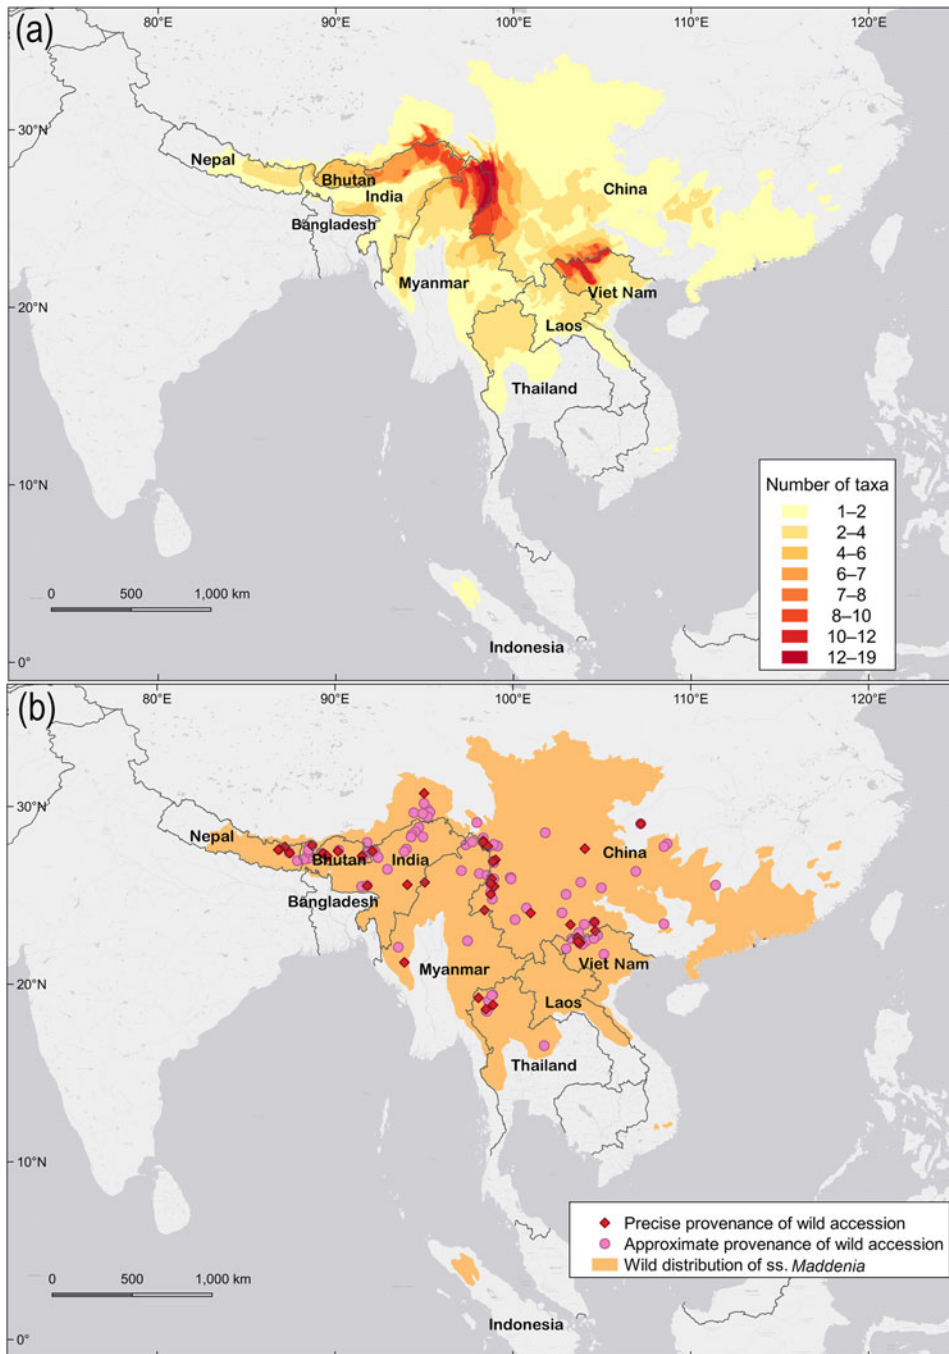 (a)
80°E 90°E 100°E 110°E 120°E
30°N
Nepal
Bhutan
India
China
Bangladesh
Myanmar
Viet Nam
20°N
Laos
Thailand
10°N
Number of taxa
1–2
2–4
4–6
6–7
7–8
8–10
10–12
12–19
0 500 1,000 km
Indonesia
0°
(b)
80°E 90°E 100°E 110°E 120°E
30°N
Nepal
Bhutan
India
China
Bangladesh
Myanmar
Viet Nam
20°N
Laos
Thailand
10°N
Precise provenance of wild accession
Approximate provenance of wild accession
Wild distribution of ss. Maddenia
0 500 1,000 km
Indonesia
0°